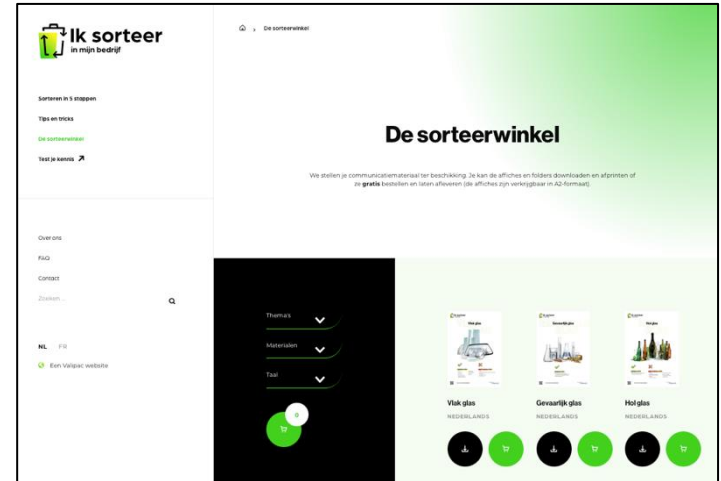 Ik sorteer
in mijn bedrijf
Sorteren in 5 stappen
Tips en tricks
De sorteerwinkel
Test je kennis
Over ons
FAQ
Contact
Zoeken ...
NL FR
Een Valipac website
De sorteerwinkel
De sorteerwinkel
We stellen je communicatiemateriaal ter beschikking. Je kan de affiches en folders downloaden en afprinten of
ze gratis bestellen en laten afleveren (de affiches zijn verkrijgbaar in A2-formaat).
Thema's
Materialen
Taal
0
Vlak glas
Gevaarlijk glas
Hol glas
Vlak glas
NEDERLANDS
Gevaarlijk glas
NEDERLANDS
Hol glas
NEDERLANDS